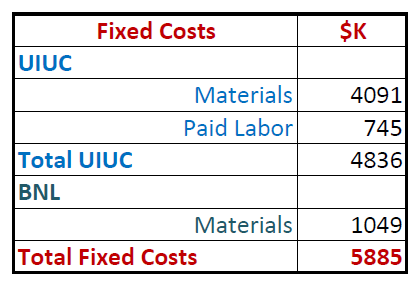 Fixed Costs $K
UIUC
Materials 4091
Paid Labor 745
Total UIUC 4836
BNL
Materials 1049
Total Fixed Costs 5885